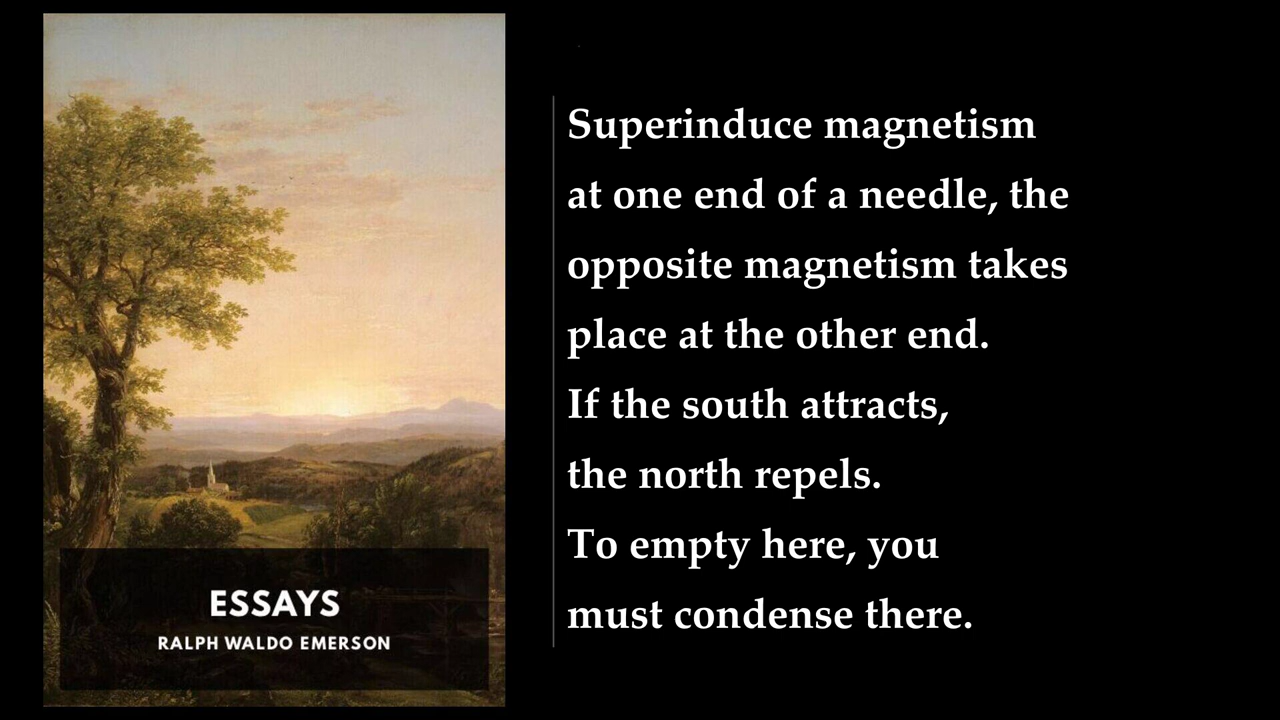 ESSAYS
RALPH WALDO EMERSON
Superinduce magnetism
at one end of a needle, the
opposite magnetism takes
place at the other end.
If the south attracts,
the north repels.
To empty here, you
must condense there.